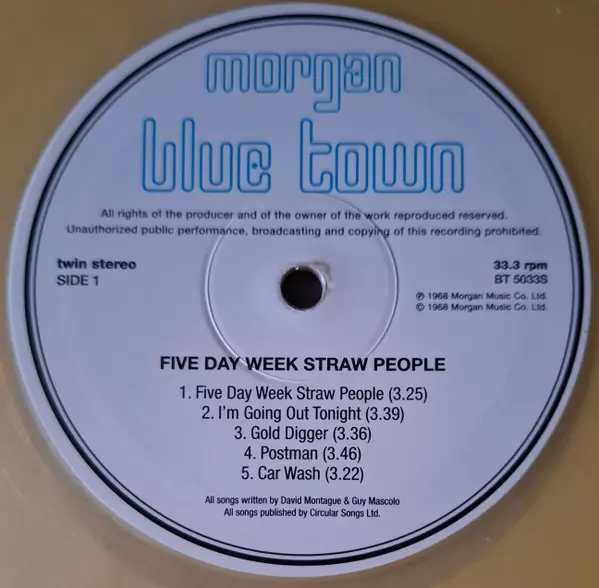 morgan
blue town
All rights of the producer and of the owner of the work reproduced reserved.
Unauthorized public performance, broadcasting and copying of this recording prohibited.
twin stereo
SIDE 1
33.3 rpm
BT 5033S
℗ 1968 Morgan Music Co. Ltd.
© 1968 Morgan Music Co. Ltd.
FIVE DAY WEEK STRAW PEOPLE
1. Five Day Week Straw People (3.25)
2. I'm Going Out Tonight (3.39)
3. Gold Digger (3.36)
4. Postman (3.46)
5. Car Wash (3.22)
All songs written by David Montague & Guy Mascolo
All songs published by Circular Songs Ltd.